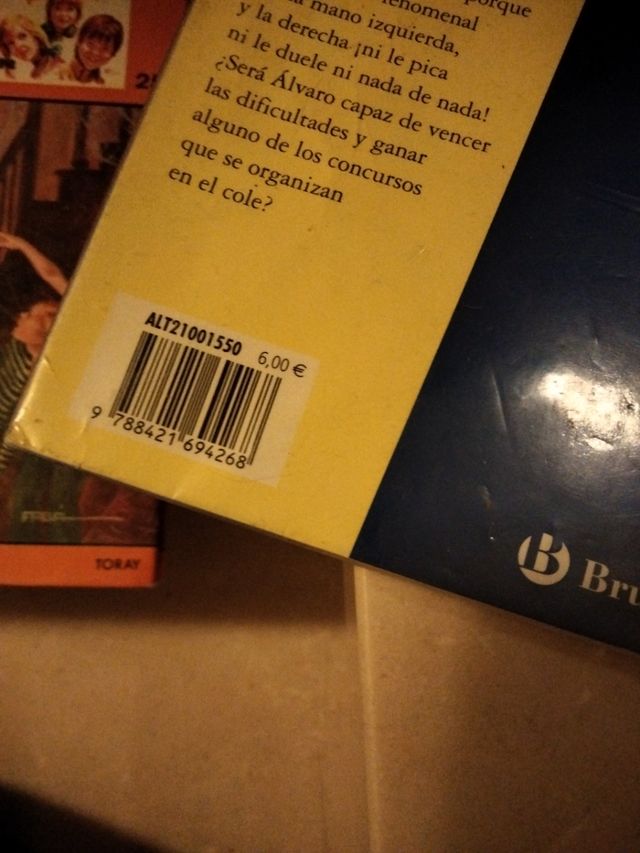 porque
fenomenal
mano izquierda,
y la derecha ¡ni le pica
ni le duele ni nada de nada!
¿Será Álvaro capaz de vencer
las dificultades y ganar
alguno de los concursos
que se organizan
en el cole?
ALT21001550
6,00 €
9 788421 694268
TORAY
Bru